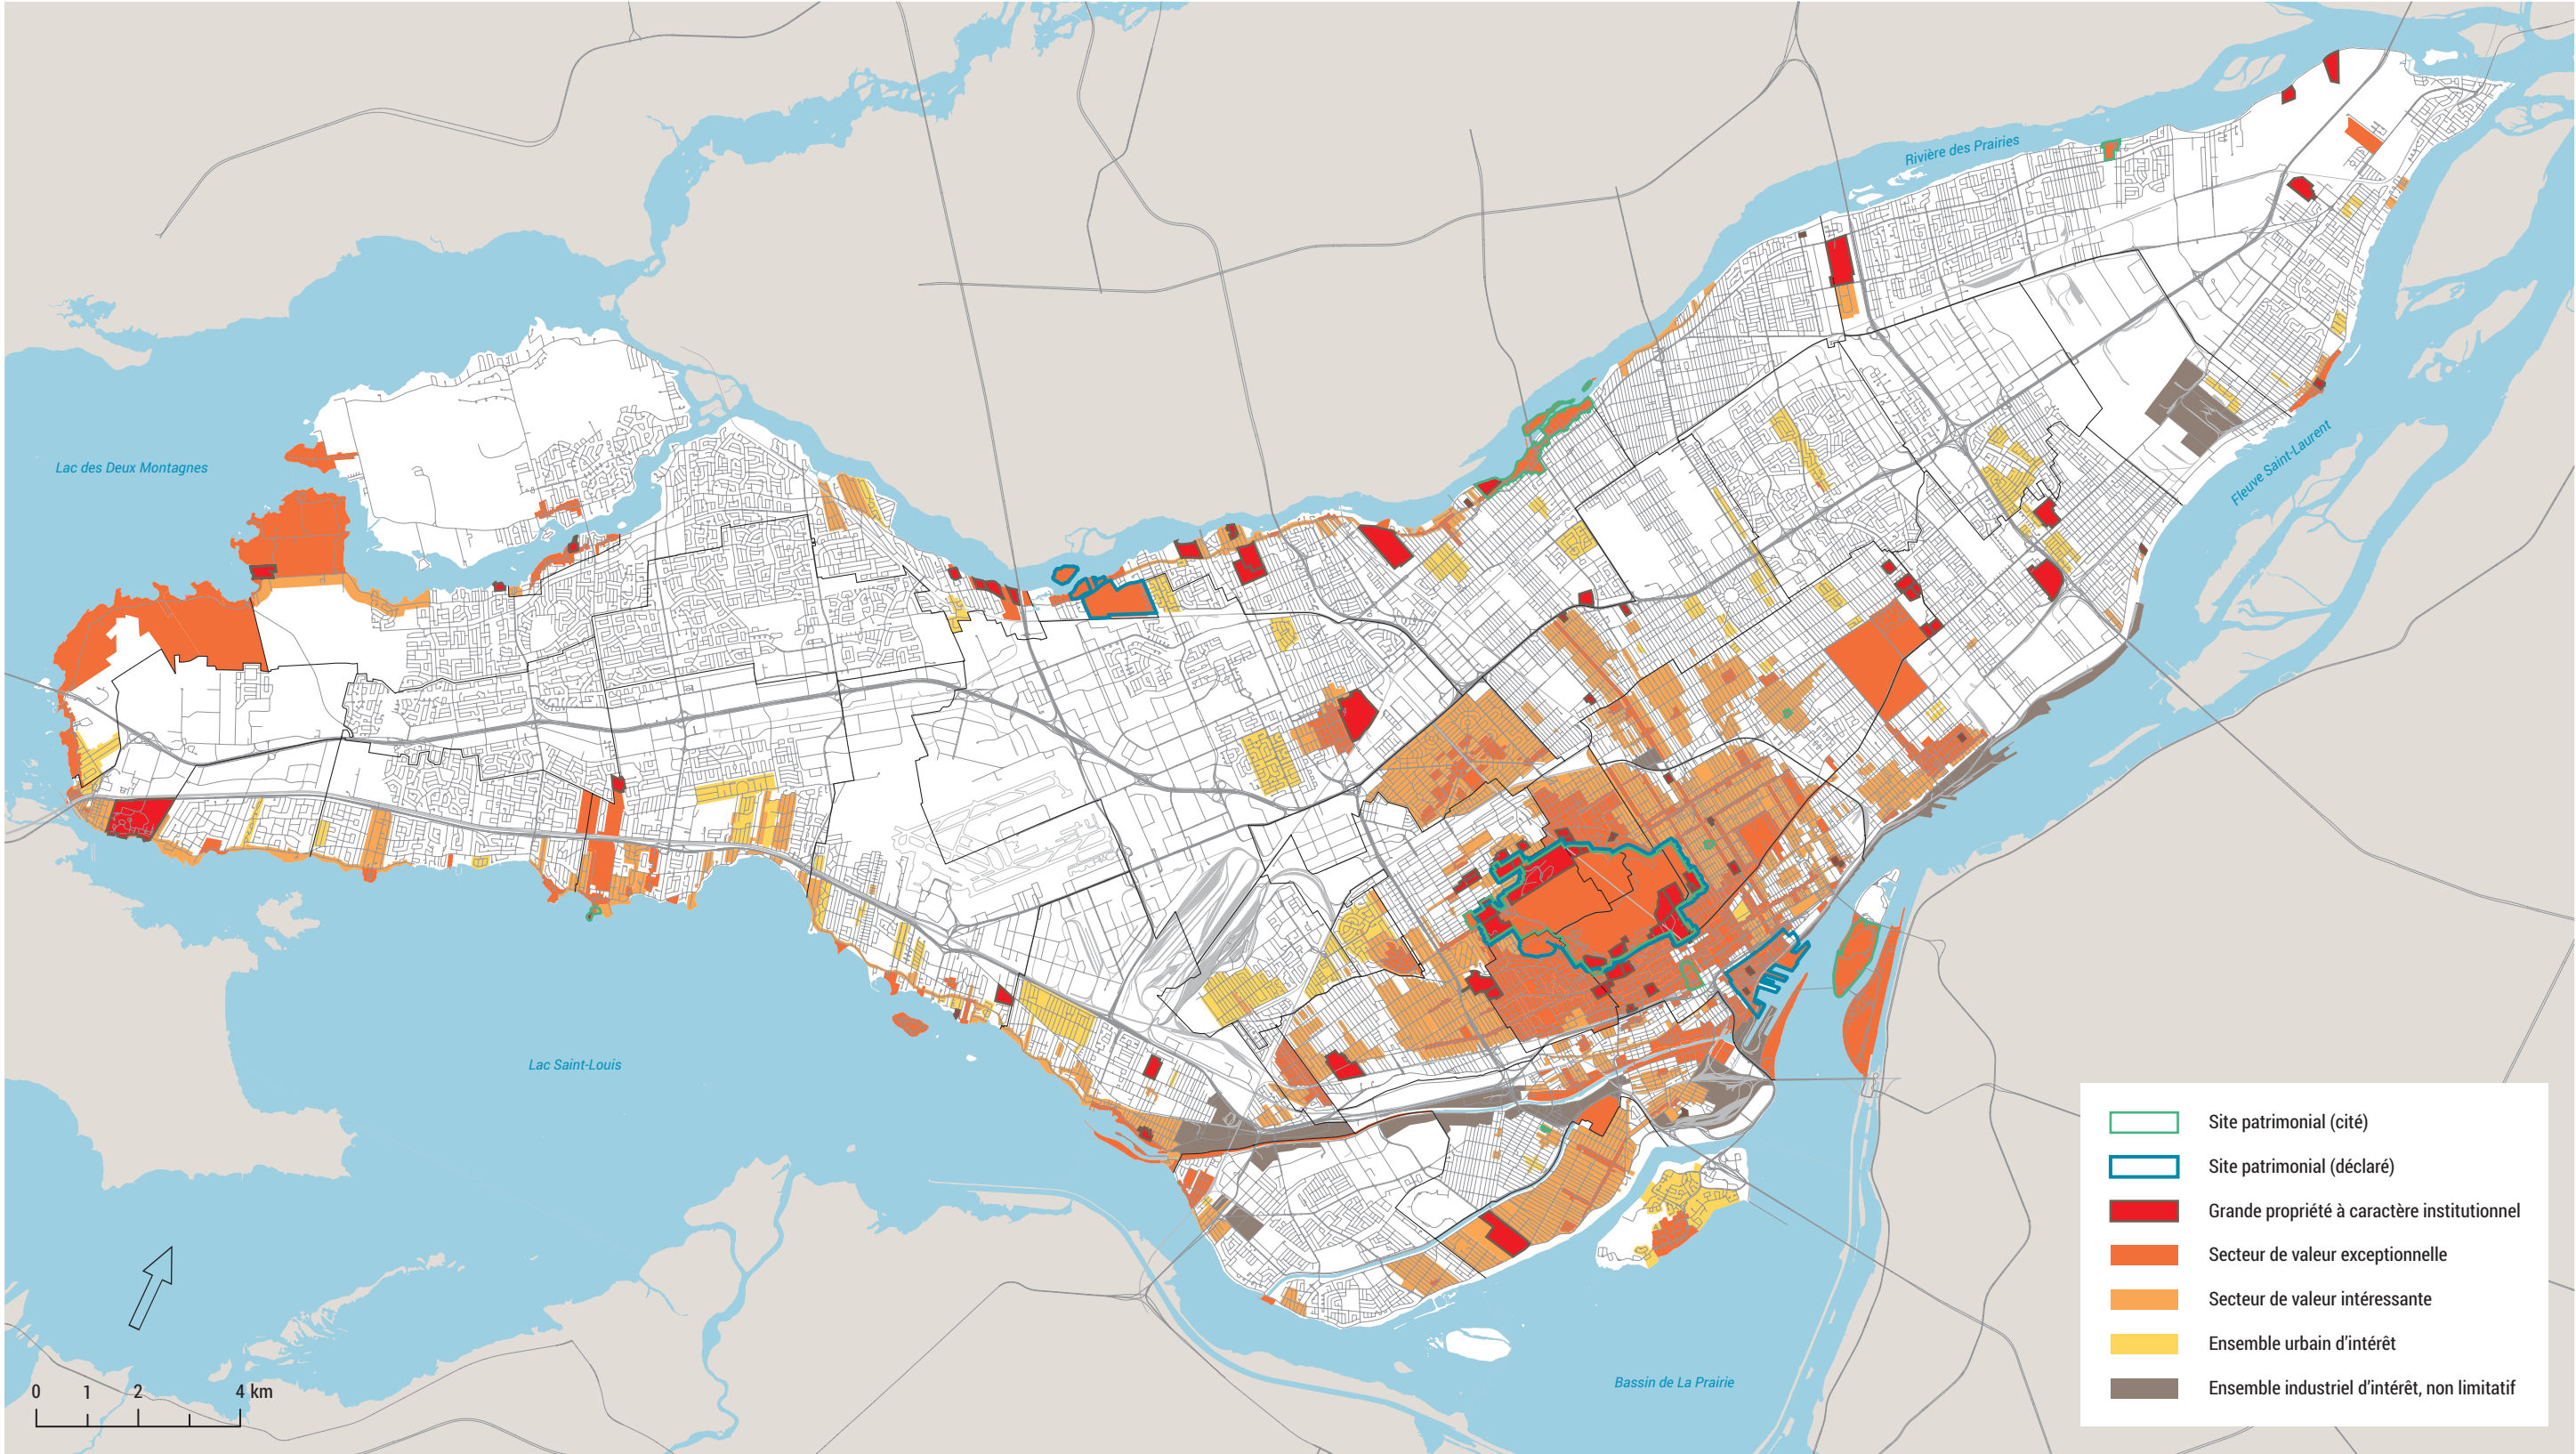 Rivière des Prairies
Lac des Deux Montagnes
Fleuve Saint-Laurent
Lac Saint-Louis
Bassin de La Prairie
Site patrimonial (cité)
Site patrimonial (déclaré)
Grande propriété à caractère institutionnel
Secteur de valeur exceptionnelle
Secteur de valeur intéressante
Ensemble urbain d'intérêt
Ensemble industriel d'intérêt, non limitatif
0 1 2 4 km